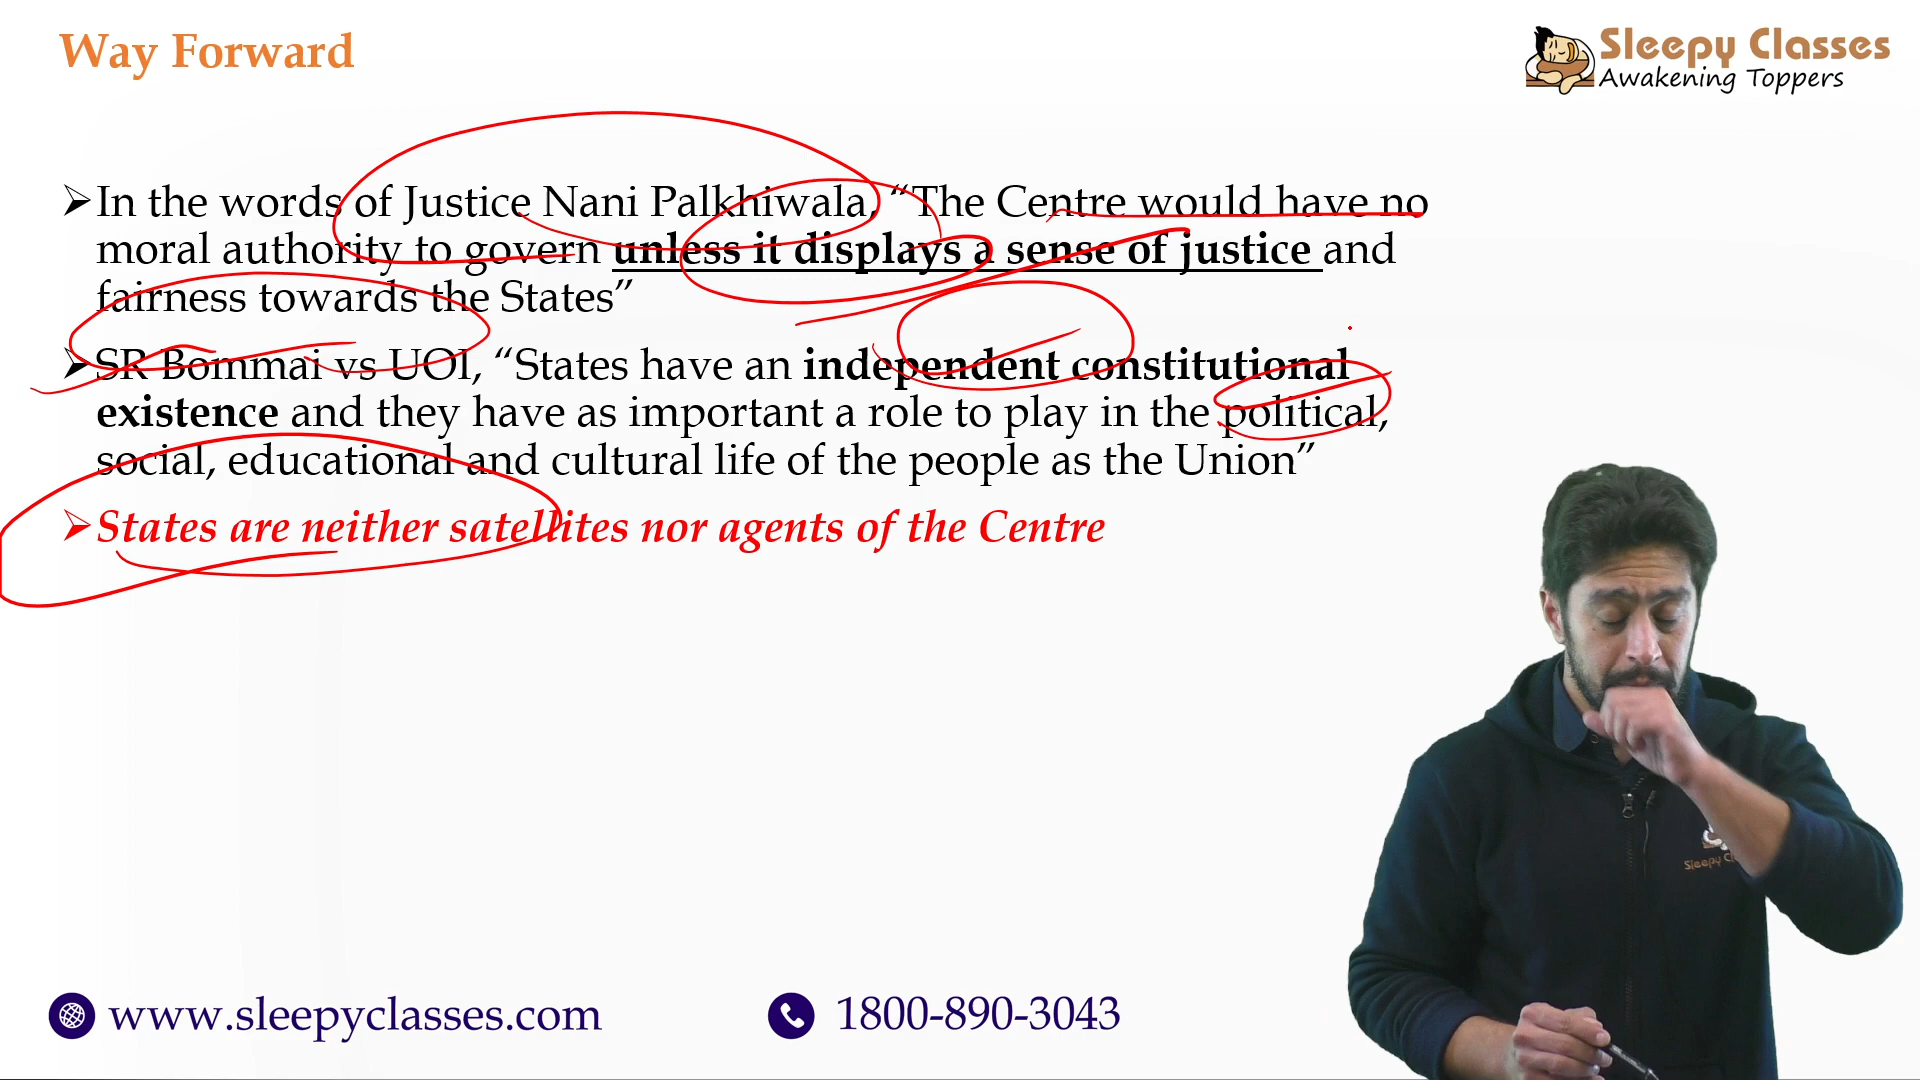 Way Forward
Sleepy Classes
Awakening Toppers
➤In the words of Justice Nani Palkhiwala, “The Centre would have no
moral authority to govern unless it displays a sense of justice and
fairness towards the States”
➤SR Bommai vs UOI, “States have an independent constitutional
existence and they have as important a role to play in the political,
social, educational and cultural life of the people as the Union”
➤States are neither satellites nor agents of the Centre
Sleepy
www.sleepyclasses.com
1800-890-3043